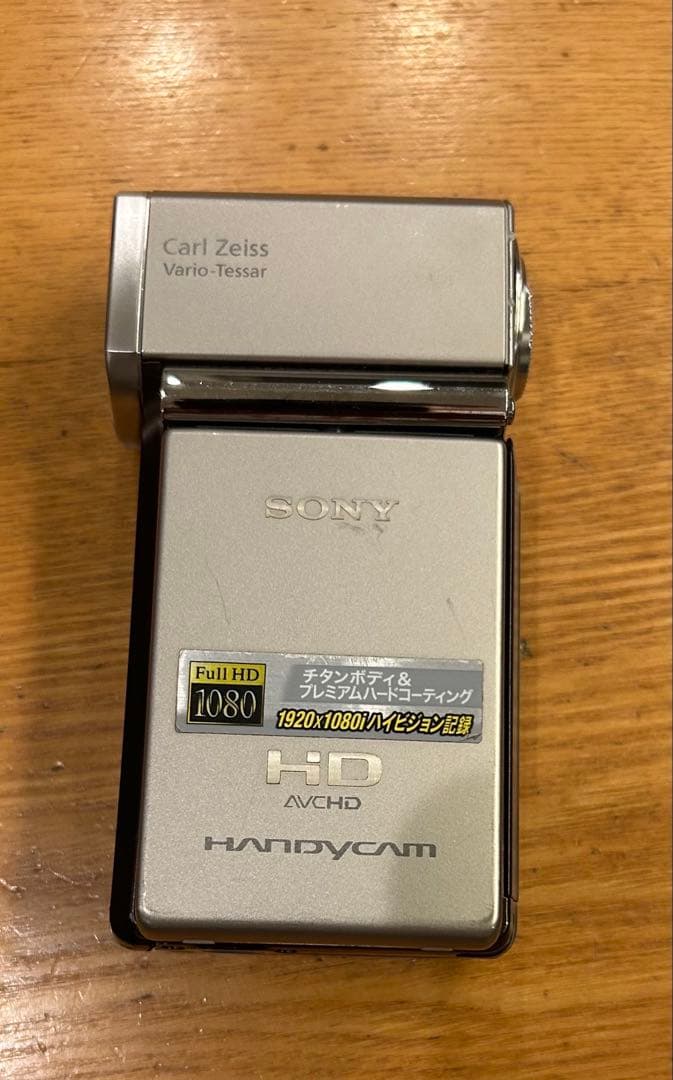 Carl Zeiss
Vario-Tessar
SONY
Full HD
1080
チタンボディ&
プレミアムハードコーティング
1920x1080iハイビジョン記録
HD
AVCHD
HANDYCAM